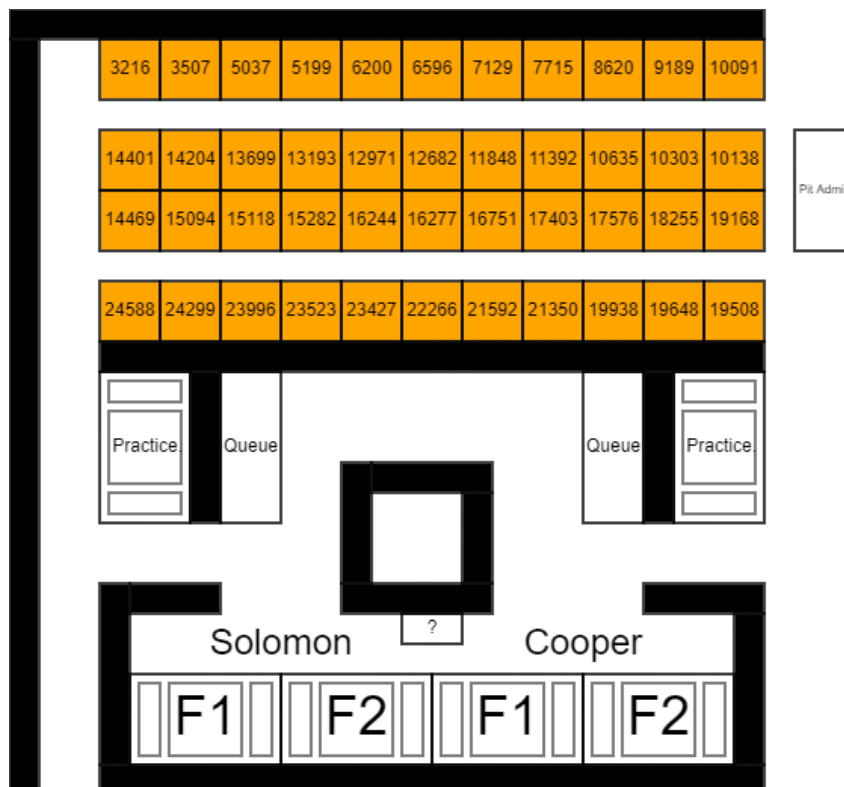 3216 3507 5037 5199 6200 6596 7129 7715 8620 9189 10091
14401 14204 13699 13193 12971 12682 11848 11392 10635 10303 10138
Pit Admi
14469 15094 15118 15282 16244 16277 16751 17403 17576 18255 19168
24588 24299 23996 23523 23427 22266 21592 21350 19938 19648 19508
Practice. Queue Queue Practice.
?
Solomon Cooper
F1 F2 F1 F2